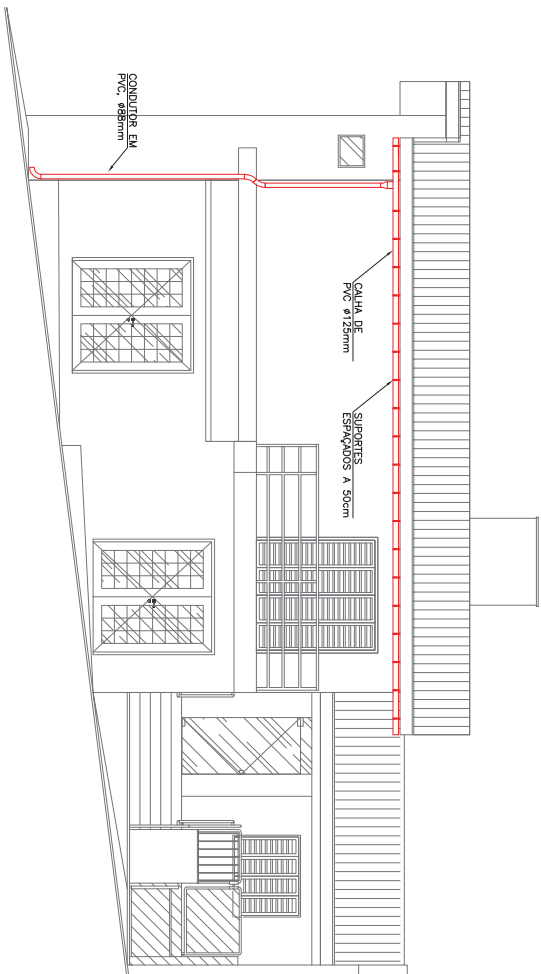 CONDUTOR EM
PVC, ø88mm
CALHA DE
PVC ø125mm
SUPORTES
ESPAÇADOS A 50cm